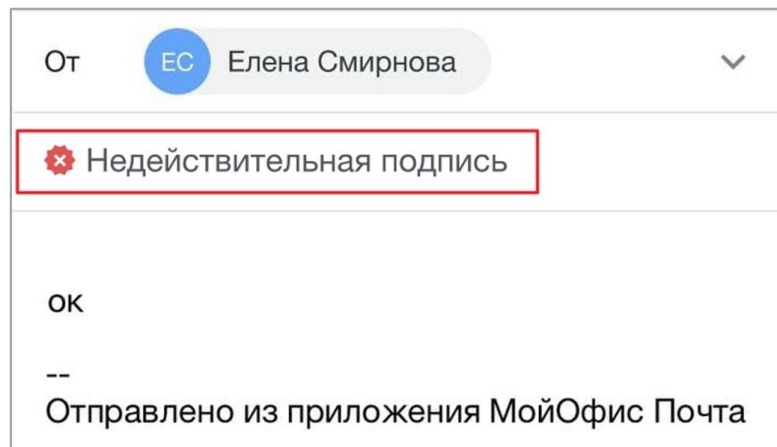 От ЕС Елена Смирнова
Недействительная подпись
ок
--
Отправлено из приложения МойОфис Почта